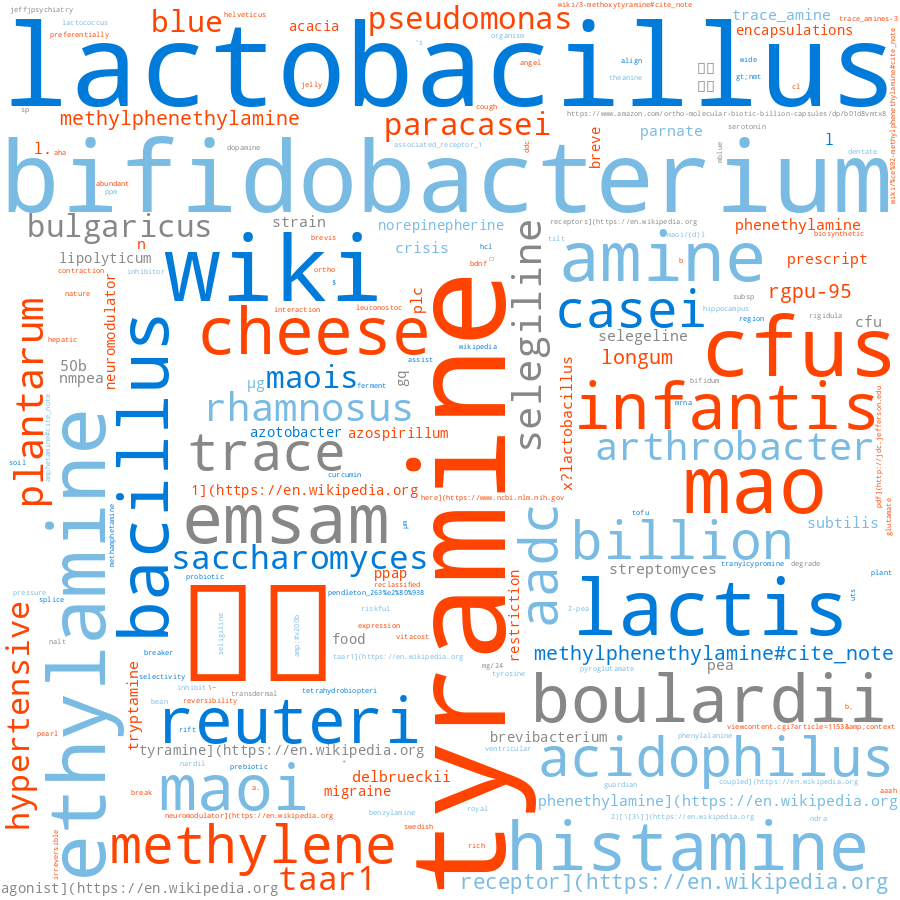 jeffjpsychiatry
helveticus
wiki/3-methoxytyramine#cite_note
lactococcus
blue
acacia
pseudomonas
trace_amine
trace_amines-3
preferentially
organism
encapsulations
lactobacillus
angel
align
wide
jelly
theanine
gt;nmt
cl
sp
cough
https://www.amazon.com/ortho-molecular-biotic-billion-capsules/dp/b01d8vmtx8
methylphenethylamine
paracasei
serotonin
parnate
l
breve
l.
aha
dopamine
associated_receptor_1
ddc
mblue
dentate
bifidobacterium
abundant
ppm
bulgaricus
strain
norepinepherine
receptors](https://en.wikipedia.org
phenethylamine
n
brevis
tilt
maoi/(d)l
biosynthetic
lipolyticum
wiki
crisis
hcl
amine
prescript
contraction
inhibitor
ortho
bdnf
b
nature
$
rgpu-95
neuromodulator
plc
selegiline
casei
subsp
hippocampus
region
rigidula
cfu
interaction
leuconostoc
plantarum
cheese
selegeline
cfus
hepatic
wikipedia
longum
50b
nmpea
assist
µg
maois
ferment
gq
bifidum
bacillus
rhamnosus
mrna
infantis
x?lactobacillus
azotobacter
azospirillum
arthrobacter
pdf](http://jdc.jefferson.edu
soil
trace
curcumin
tyramine
1](https://en.wikipedia.org
here](https://www.ncbi.nlm.nih.gov
mao
glutamate
methamphetamine
emsam
aadc
tofu
subtilis
billion
saccharomyces
streptomyces
tranylcypromine
degrade
probiotic
ppap
reclassified
plant
pressure
splice
pendleton_263%e2%80%938
lactis
uts
ethylamine
seligiline
amp;#x200b
riskful
expression
2-pea
restriction
hypertensive
nalt
food
vitacost
breaker
methylphenethylamine#cite_note
taar1](https://en.wikipedia.org
mg/24
pea
selectivity
tyrosine
pyroglutamate
tryptamine
inhibit
transdermal
tetrahydrobiopteri
bean
reversibility
boulardii
b.
reuteri
rift
pearl
viewcontent.cgi?article=1153&amp;context
brevibacterium
phenylalanine
tyramine](https://en.wikipedia.org
ventricular
acidophilus
nardil
prebiotic
maoi
delbrueckii
guardian
coupled](https://en.wikipedia.org
break
a.
migraine
aaah
phenethylamine](https://en.wikipedia.org
neuromodulator](https://en.wikipedia.org
benzylamine
royal
2)[\[3\]](https://en.wikipedia.org
ndra
swedish
methylene
rich
histamine
irreversible
taar1
agonist](https://en.wikipedia.org
receptor](https://en.wikipedia.org